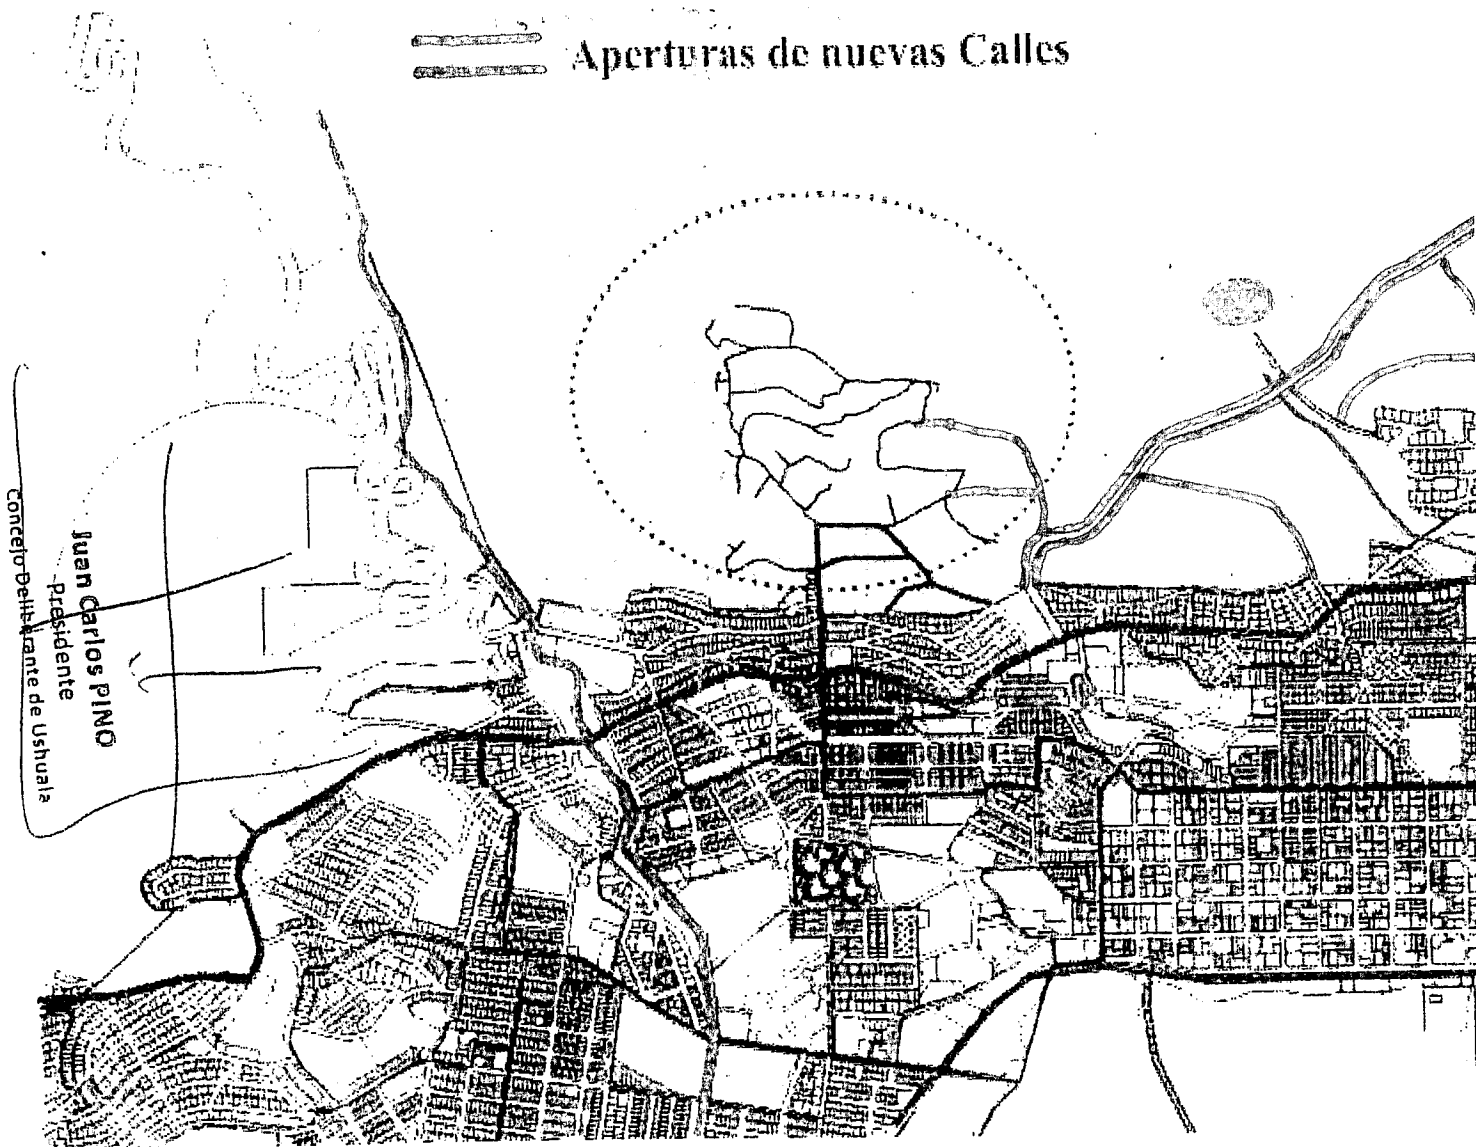 Aperturas de nuevas Calles
Juan Carlos PINO
Presidente
Concejo Deliberante de Ushuaia